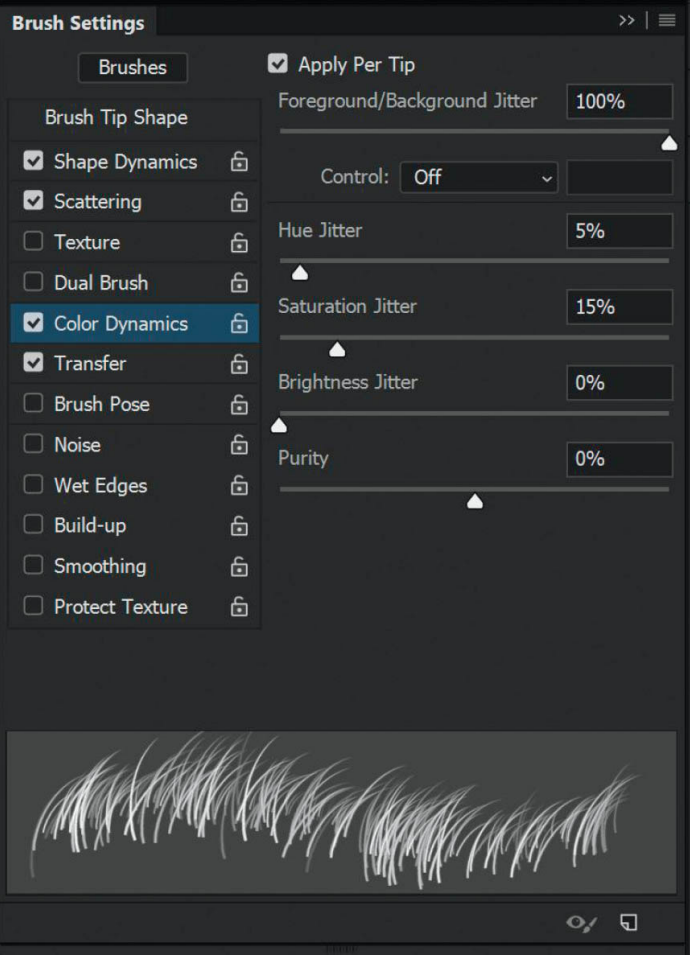 Brush Settings
Brushes
Brush Tip Shape
Shape Dynamics
Scattering
Texture
Dual Brush
Color Dynamics
Transfer
Brush Pose
Noise
Wet Edges
Build-up
Smoothing
Protect Texture
Apply Per Tip
Foreground/Background Jitter 100%
Control: Off
Hue Jitter 5%
Saturation Jitter 15%
Brightness Jitter 0%
Purity 0%